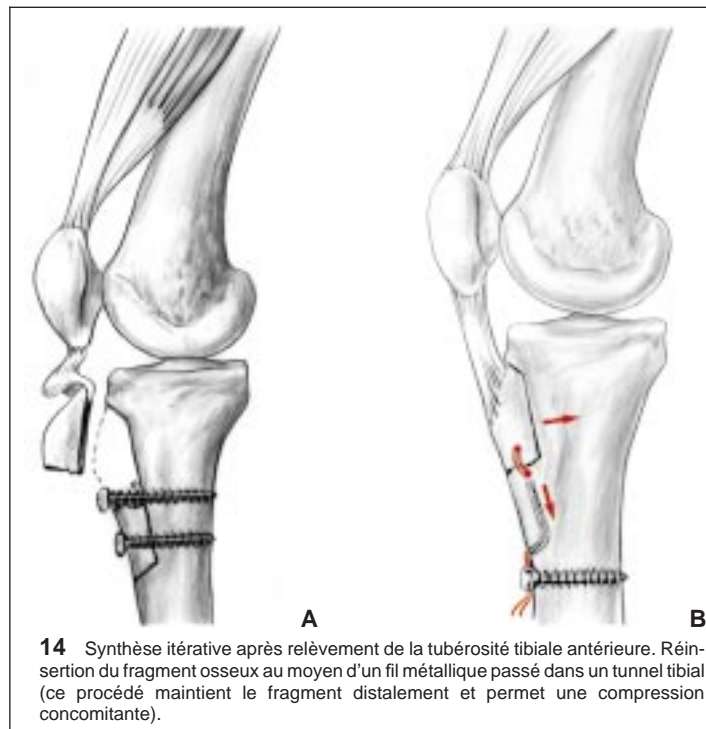 A
B
14 Synthèse itérative après relèvement de la tubérosité tibiale antérieure. Réin-
sertion du fragment osseux au moyen d'un fil métallique passé dans un tunnel tibial
(ce procédé maintient le fragment distalement et permet une compression
concomitante).